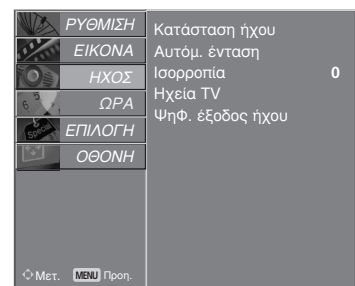 ΡΥΘΜΙΣΗ
ΕΙΚΟΝΑ
ΗΧΟΣ
ΩΡΑ
ΕΠΙΛΟΓΗ
ΟΘΟΝΗ
Κατάσταση ήχου
Αυτόμ. ένταση
Ισορροπία 0
Ηχεία TV
Ψηφ. έξοδος ήχου
Μετ. MENU Προη.